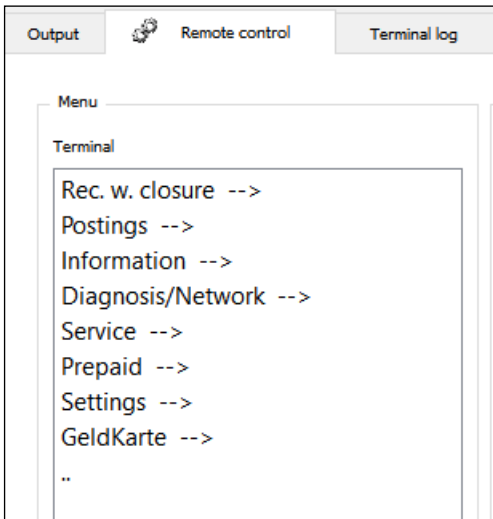 Output Remote control Terminal log
Menu
Terminal
Rec. w. closure -->
Postings -->
Information -->
Diagnosis/Network -->
Service -->
Prepaid -->
Settings -->
GeldKarte -->
..